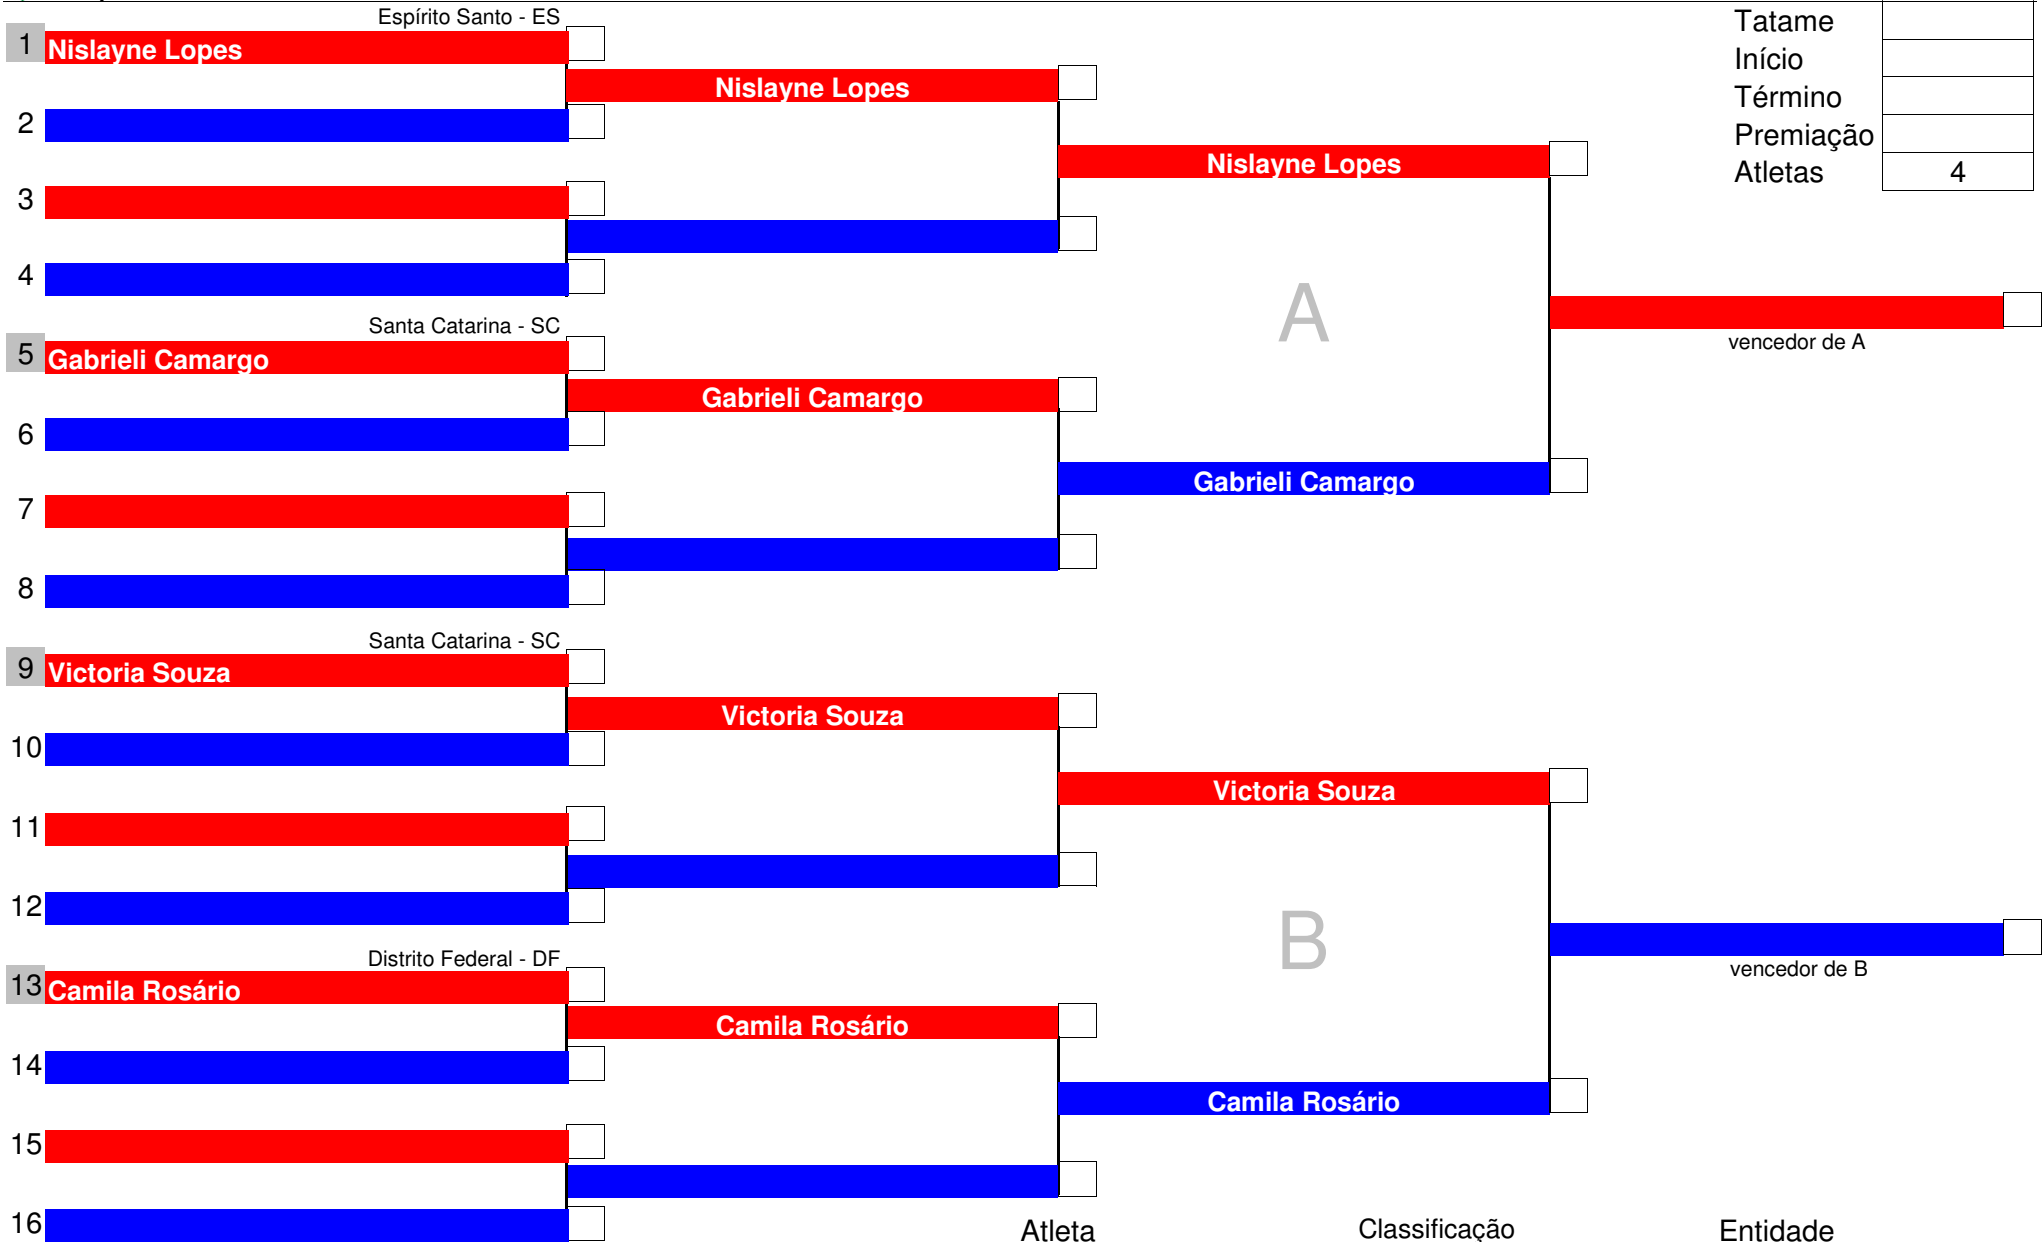 Espírito Santo - ES
Tatame
1 Nislayne Lopes
Início
Nislayne Lopes
Término
2
Premiação
Nislayne Lopes
Atletas 4
3
4
A
Santa Catarina - SC
vencedor de A
5 Gabrieli Camargo
Gabrieli Camargo
6
Gabrieli Camargo
7
8
Santa Catarina - SC
9 Victoria Souza
Victoria Souza
10
Victoria Souza
11
12
B
Distrito Federal - DF
vencedor de B
13 Camila Rosário
Camila Rosário
14
Camila Rosário
15
16
Atleta Classificação Entidade